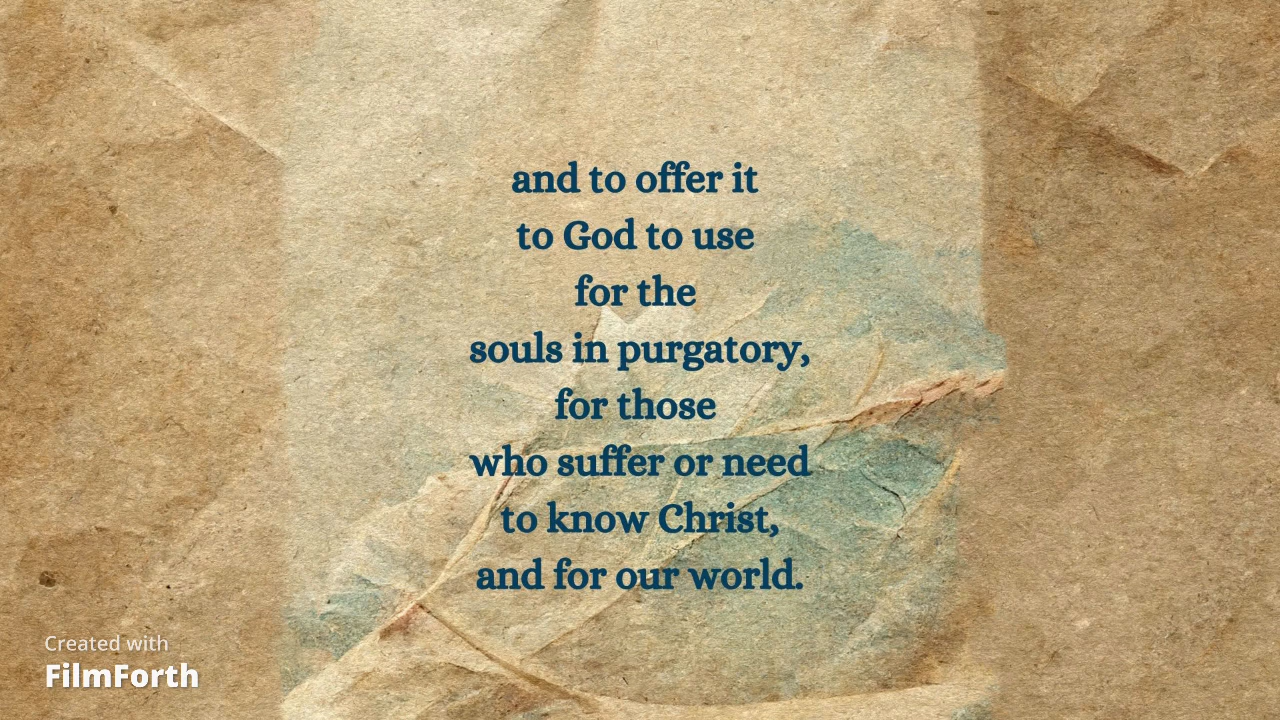 and to offer it
to God to use
for the
souls in purgatory,
for those
who suffer or need
to know Christ,
and for our world.
Created with
FilmForth